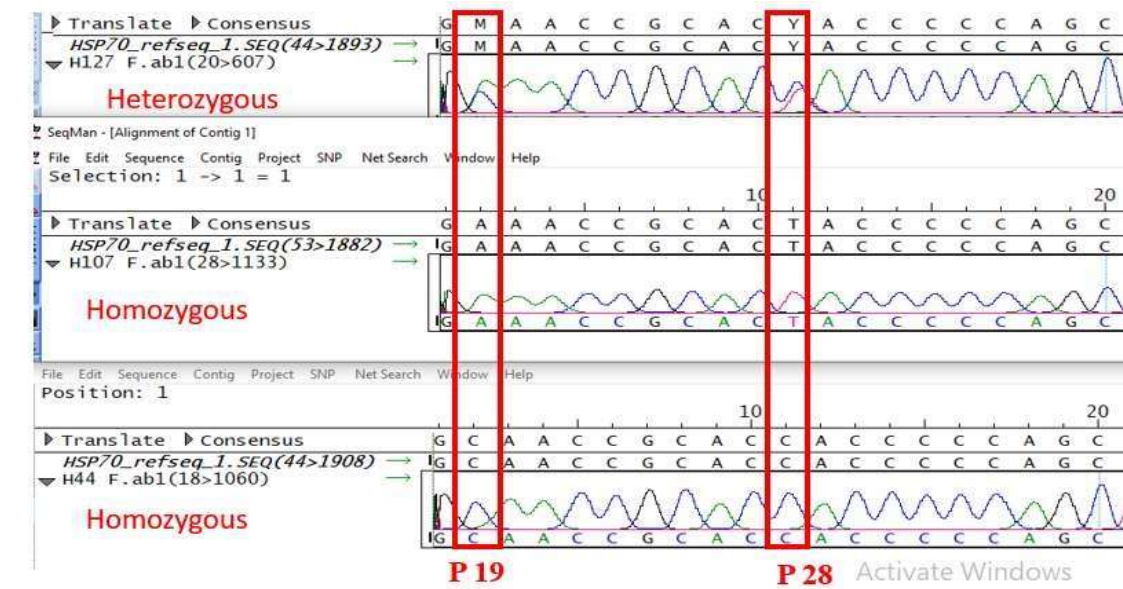 Translate Consensus G M A A C C G C A C Y A C C C C C A G C
HSP70_refseq_1.SEQ(44>1893) → G M A A C C G C A C Y A C C C C C A G C
H127 F.ab1(20>607) →
Heterozygous
SeqMan - [Alignment of Contig 1]
File Edit Sequence Contig Project SNP Net Search Window Help
Selection: 1 -> 1 = 1
10 20
Translate Consensus G A A A C C G C A C T A C C C C C A G C
HSP70_refseq_1.SEQ(53>1882) → G A A A C C G C A C T A C C C C C A G C
H107 F.ab1(28>1133) →
Homozygous
G A A A C C G C A C T A C C C C C A G C
File Edit Sequence Contig Project SNP Net Search Window Help
Position: 1
10 20
Translate Consensus G C A A C C G C A C C A C C C C C A G C
HSP70_refseq_1.SEQ(44>1908) → G C A A C C G C A C C A C C C C C A G C
H44 F.ab1(18>1060) →
Homozygous
G C A A C C G C A C C A C C C C C A G C
P 19 P 28 Activate Windows